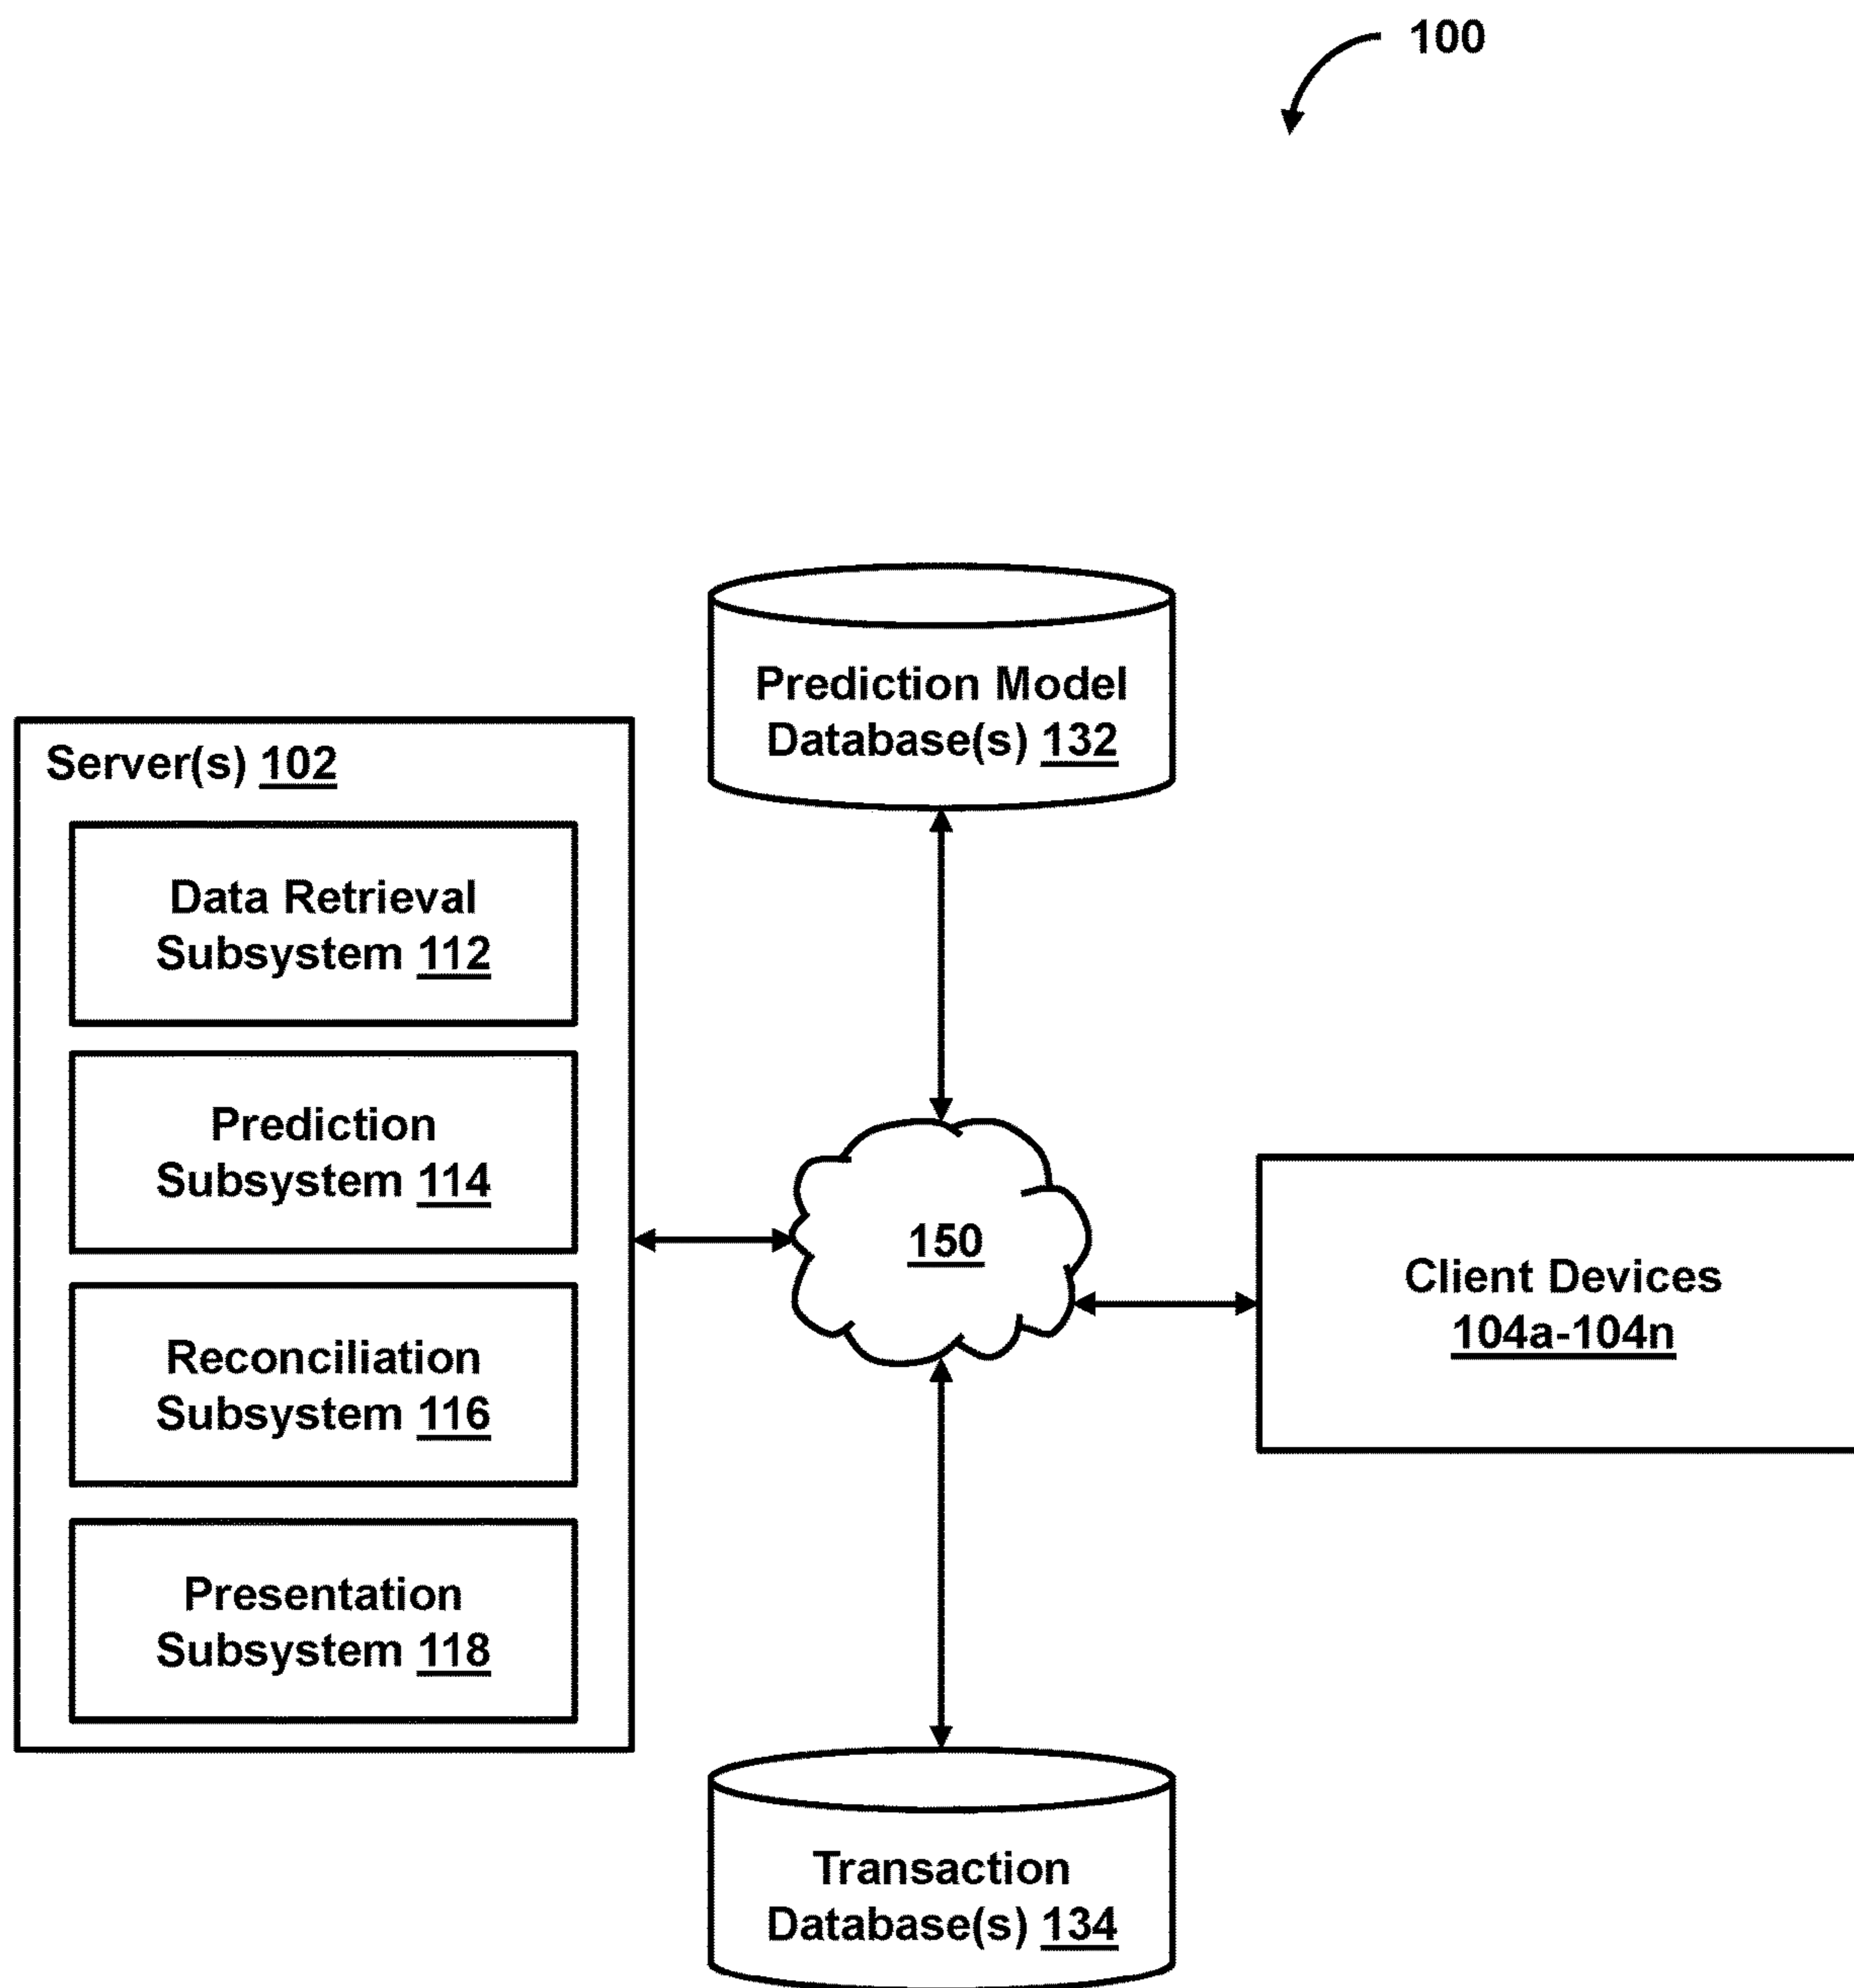 100
Prediction Model
Database(s) 132
Server(s) 102
Data Retrieval
Subsystem 112
Prediction
Subsystem 114
Reconciliation
Subsystem 116
Presentation
Subsystem 118
150
Client Devices
104a-104n
Transaction
Database(s) 134